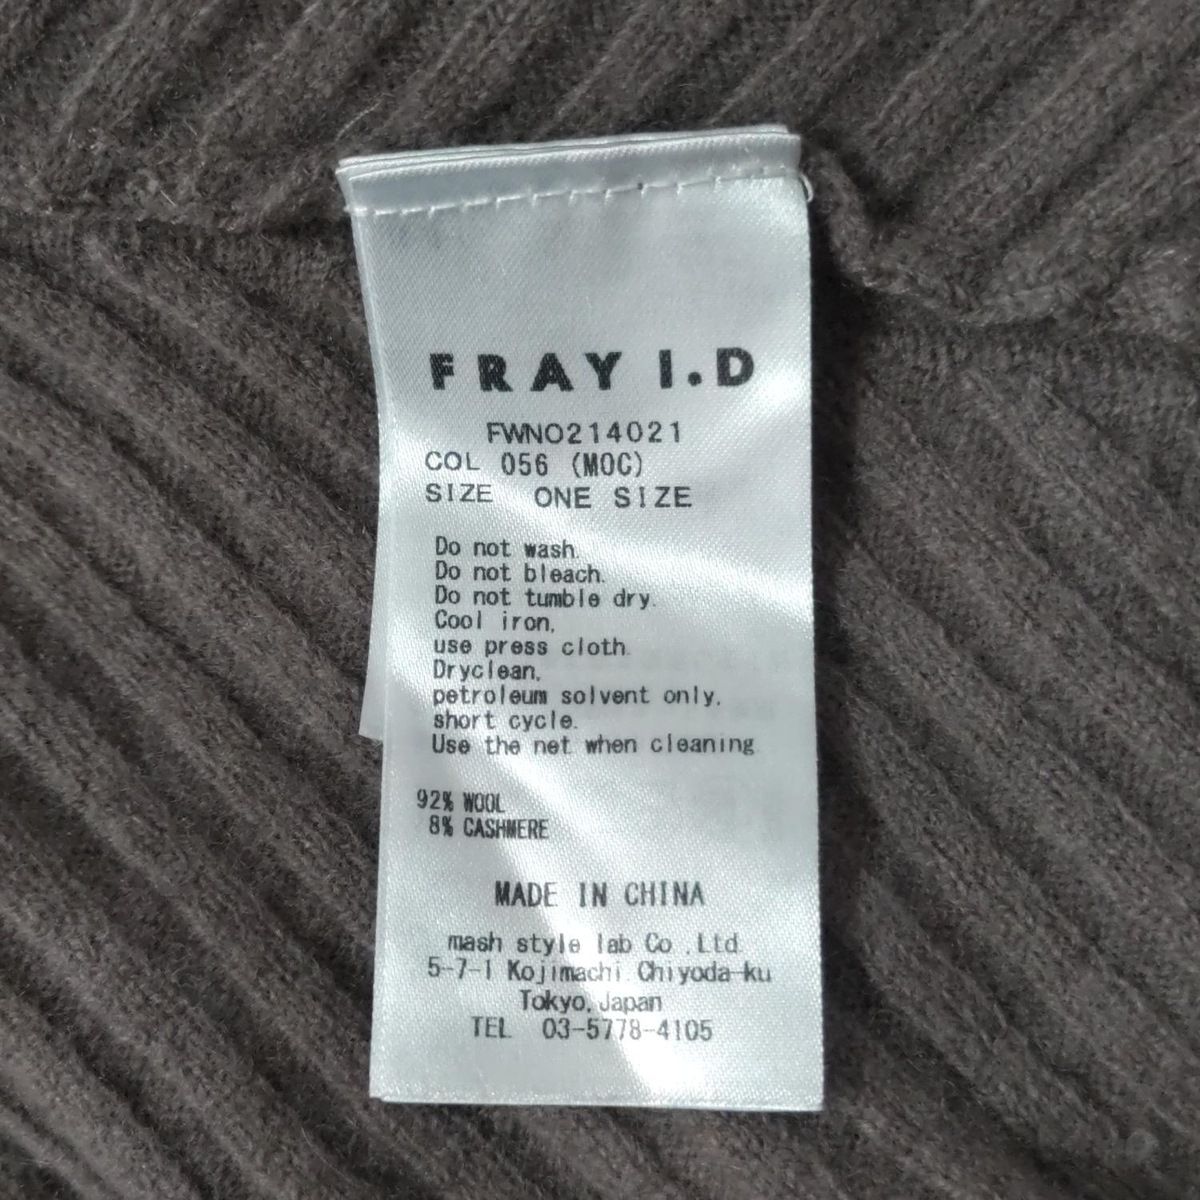 FRAY I.D
FWNO214021
COL 056 (MOC)
SIZE ONE SIZE
Do not wash.
Do not bleach.
Do not tumble dry.
Cool iron,
use press cloth.
Dryclean,
petroleum solvent only,
short cycle.
Use the net when cleaning
92% WOOL
8% CASHMERE
MADE IN CHINA
mash style lab Co .,Ltd.
5-7-1 Kojimachi, Chiyoda-ku
Tokyo, Japan
TEL 03-5778-4105